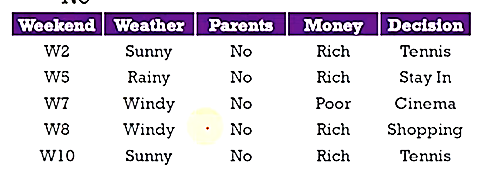 No
Weekend Weather Parents Money Decision
W2 Sunny No Rich Tennis
W5 Rainy No Rich Stay In
W7 Windy No Poor Cinema
W8 Windy No Rich Shopping
W10 Sunny No Rich Tennis